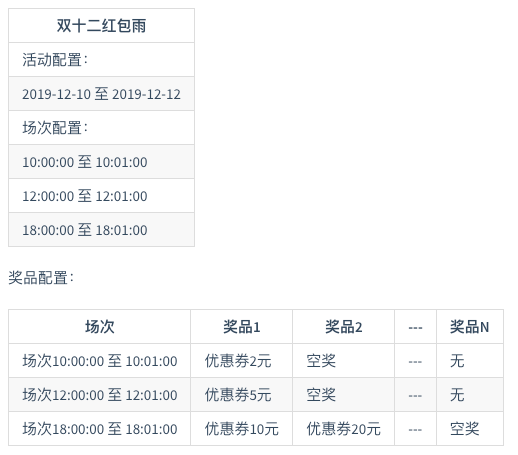 双十二红包雨
活动配置：
2019-12-10 至 2019-12-12
场次配置：
10:00:00 至 10:01:00
12:00:00 至 12:01:00
18:00:00 至 18:01:00
奖品配置：
场次 奖品1 奖品2 --- 奖品N
场次10:00:00 至 10:01:00 优惠券2元 空奖 --- 无
场次12:00:00 至 12:01:00 优惠券5元 空奖 --- 无
场次18:00:00 至 18:01:00 优惠券10元 优惠券20元 --- 空奖